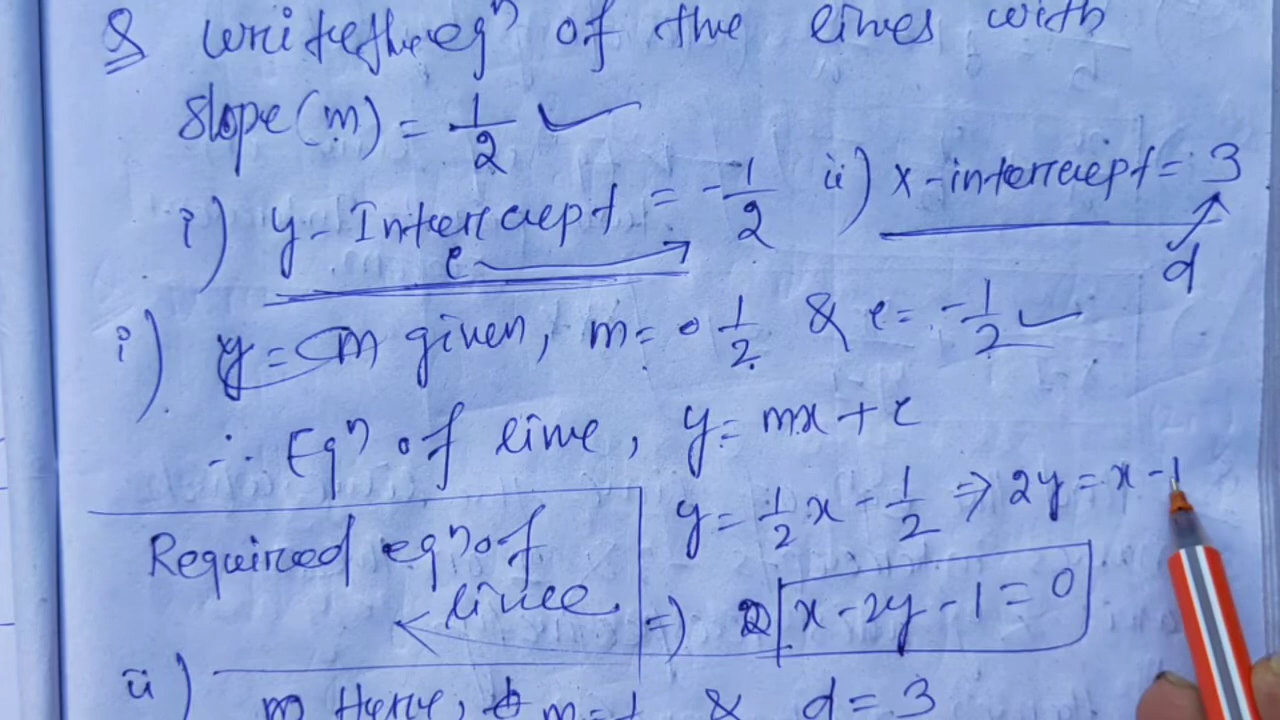 Q write the eqⁿ of the lines with
slope(m) = 1/2 ✓
i) y-Intercept = -1/2 ii) x-intercept = 3
c d
i) y = m given, m = 1/2 & c = -1/2 ✓
∴ Eqⁿ of line, y = mx + c
y = 1/2 x - 1/2 ⇒ 2y = x - 1
Required eqⁿ of
line
⇒ x - 2y - 1 = 0
ii) Here, m = 1 & d = 3